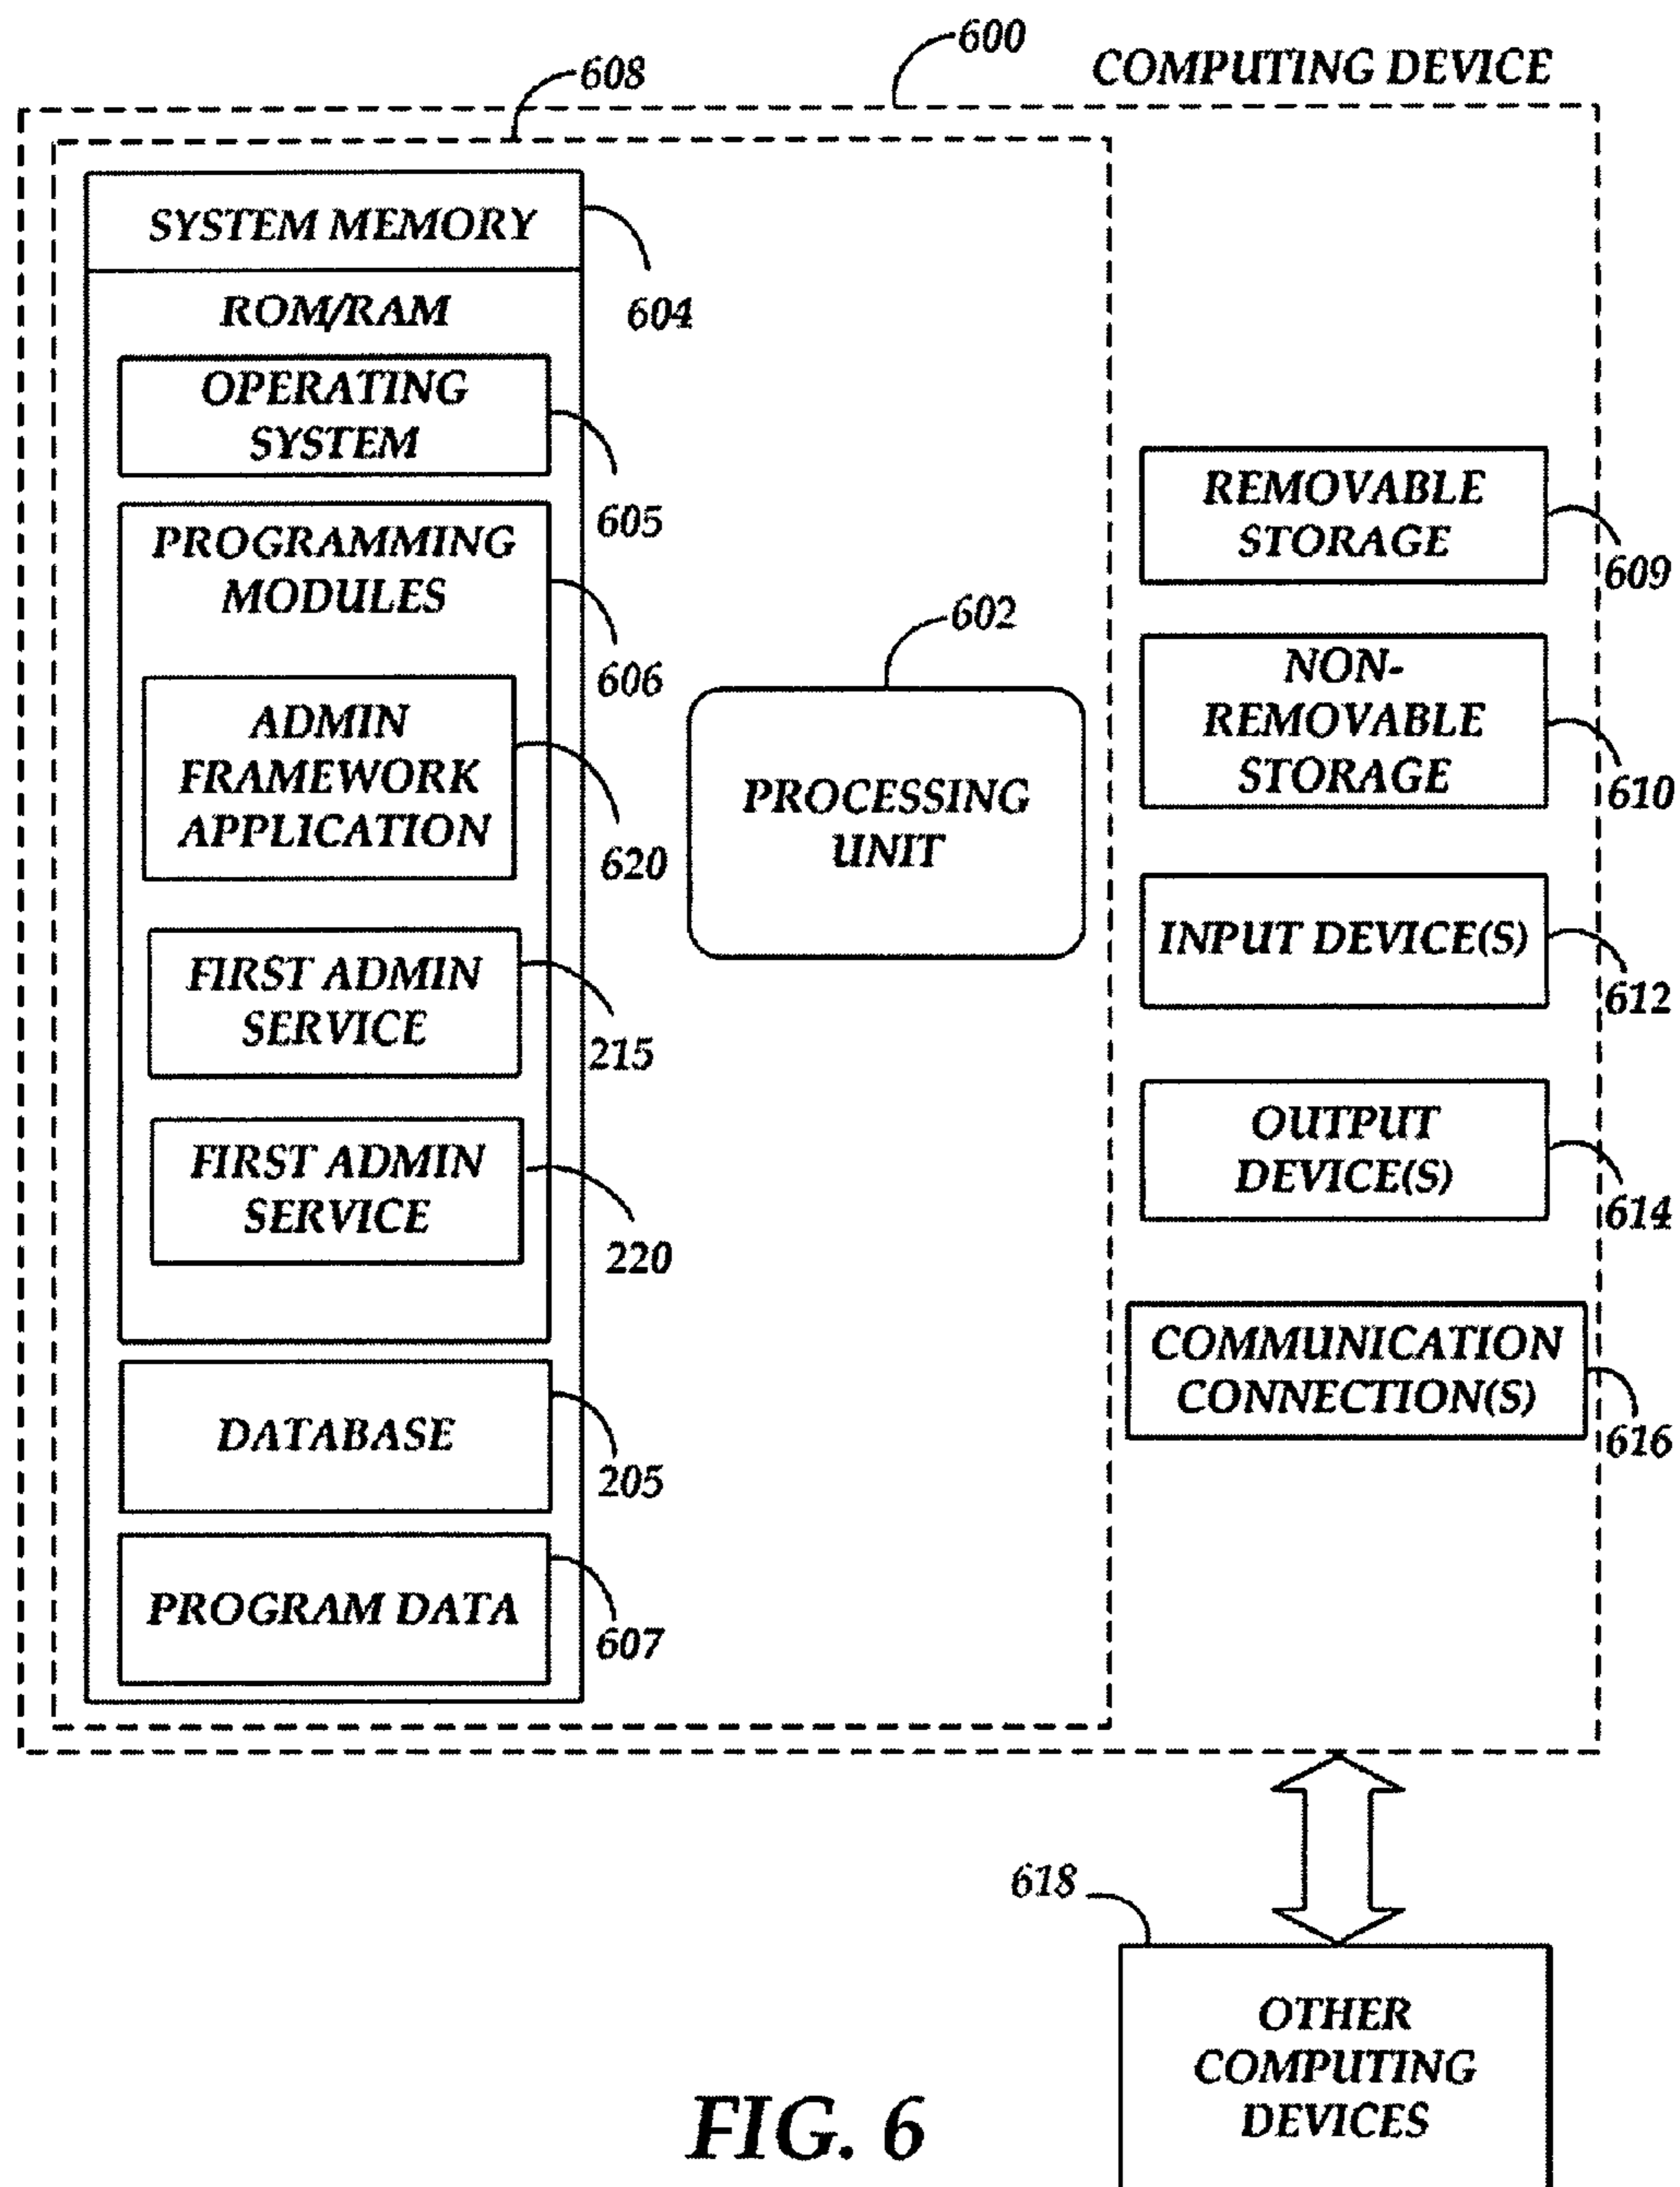 600
COMPUTING DEVICE
608
SYSTEM MEMORY
604
ROM/RAM
OPERATING
SYSTEM
605
PROGRAMMING
MODULES
606
ADMIN
FRAMEWORK
APPLICATION
620
FIRST ADMIN
SERVICE
215
FIRST ADMIN
SERVICE
220
DATABASE
205
PROGRAM DATA
607
602
PROCESSING
UNIT
REMOVABLE
STORAGE
609
NON-
REMOVABLE
STORAGE
610
INPUT DEVICE(S)
612
OUTPUT
DEVICE(S)
614
COMMUNICATION
CONNECTION(S)
616
618
OTHER
COMPUTING
DEVICES
FIG. 6